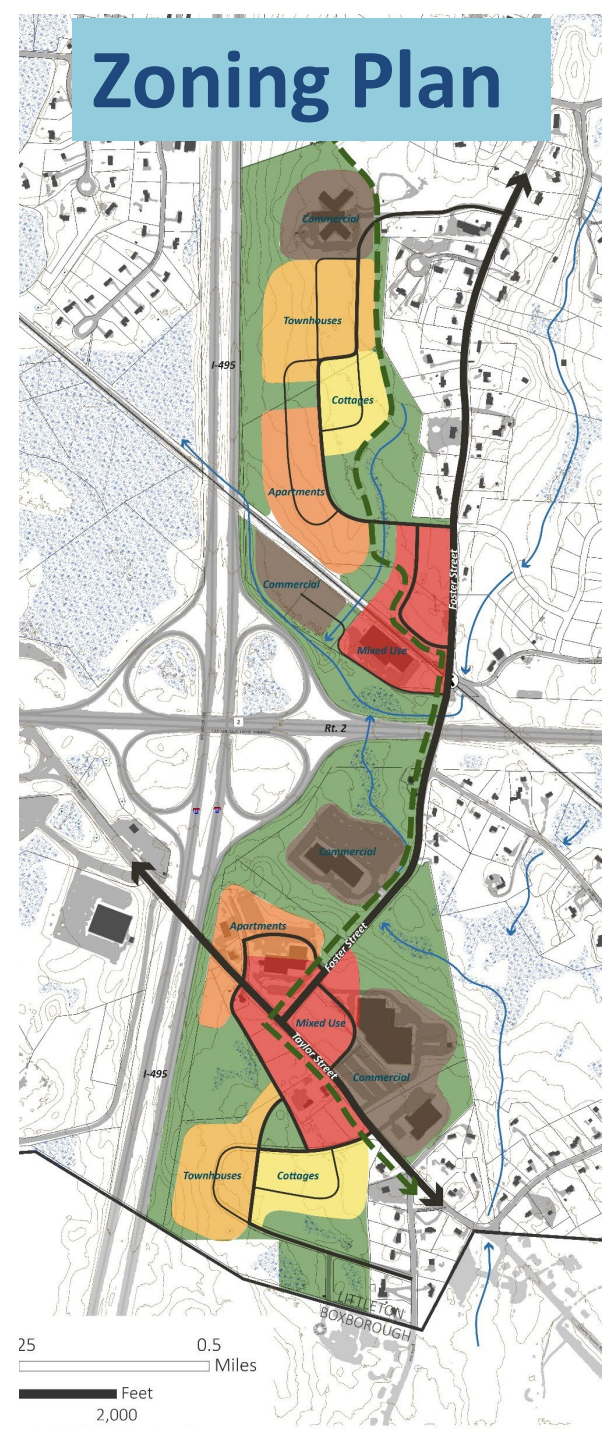 Zoning Plan
Commercial
Townhouses
I-495
Cottages
Apartments
Foster Street
Commercial
Mixed Use
2
Rt. 2
Commercial
Apartments
Foster Street
Mixed Use
Taylor Street
I-495
Commercial
Townhouses
Cottages
LITTLETON
BOXBOROUGH
25
0.5
Miles
Feet
2,000